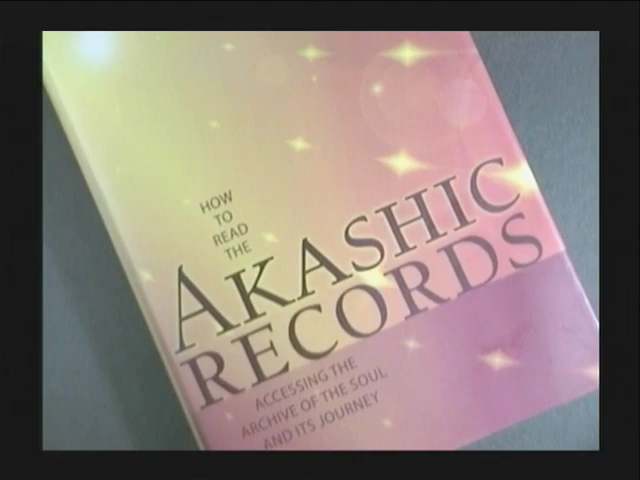 HOW
TO
READ
THE
AKASHIC
RECORDS
ACCESSING THE
ARCHIVE OF THE SOUL
AND ITS JOURNEY